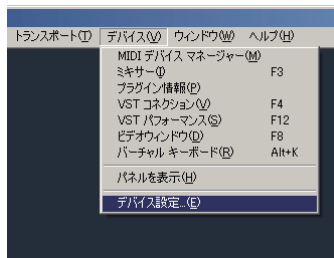 トランスポート(T) デバイス(V) ウィンドウ(W) ヘルプ(H)
MIDI デバイス マネージャー(M)
ミキサー(I) F3
プラグイン情報(P)
VST コネクション(V) F4
VST パフォーマンス(S) F12
ビデオウィンドウ(D) F8
バーチャル キーボード(R) Alt+K
パネルを表示(H)
デバイス設定...(E)